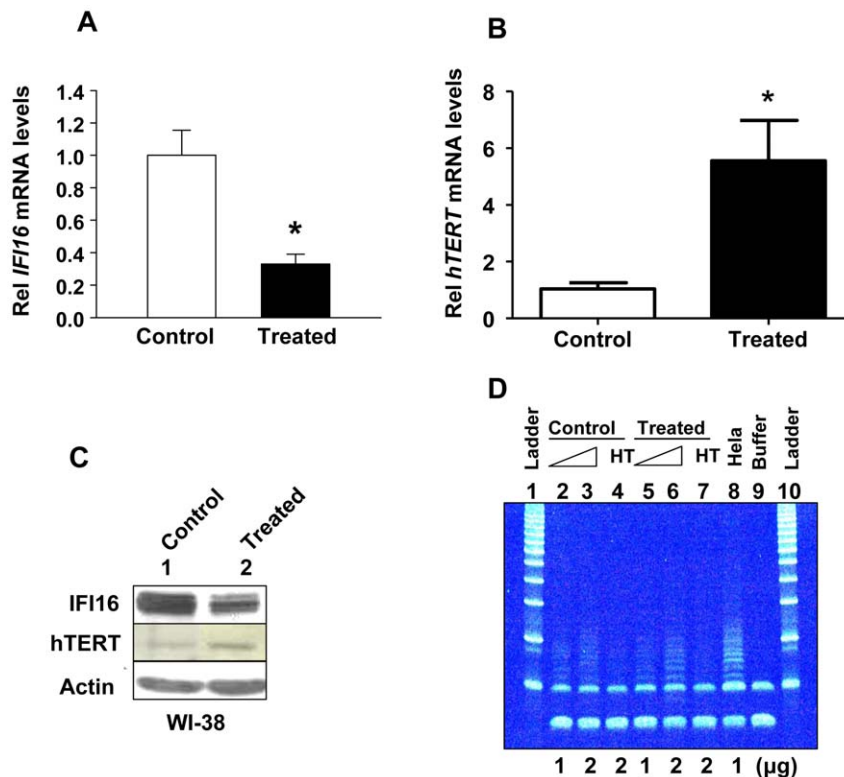 A
Rel IFI16 mRNA levels
1.4
1.2
1.0
0.8
0.6
0.4
0.2
0.0
*
Control Treated
B
Rel hTERT mRNA levels
8
6
4
2
0
*
Control Treated
C
Control Treated
1 2
IFI16
hTERT
Actin
WI-38
D
Ladder Control Treated Hela Buffer Ladder
HT HT
1 2 3 4 5 6 7 8 9 10
1 2 2 1 2 2 1 (µg)